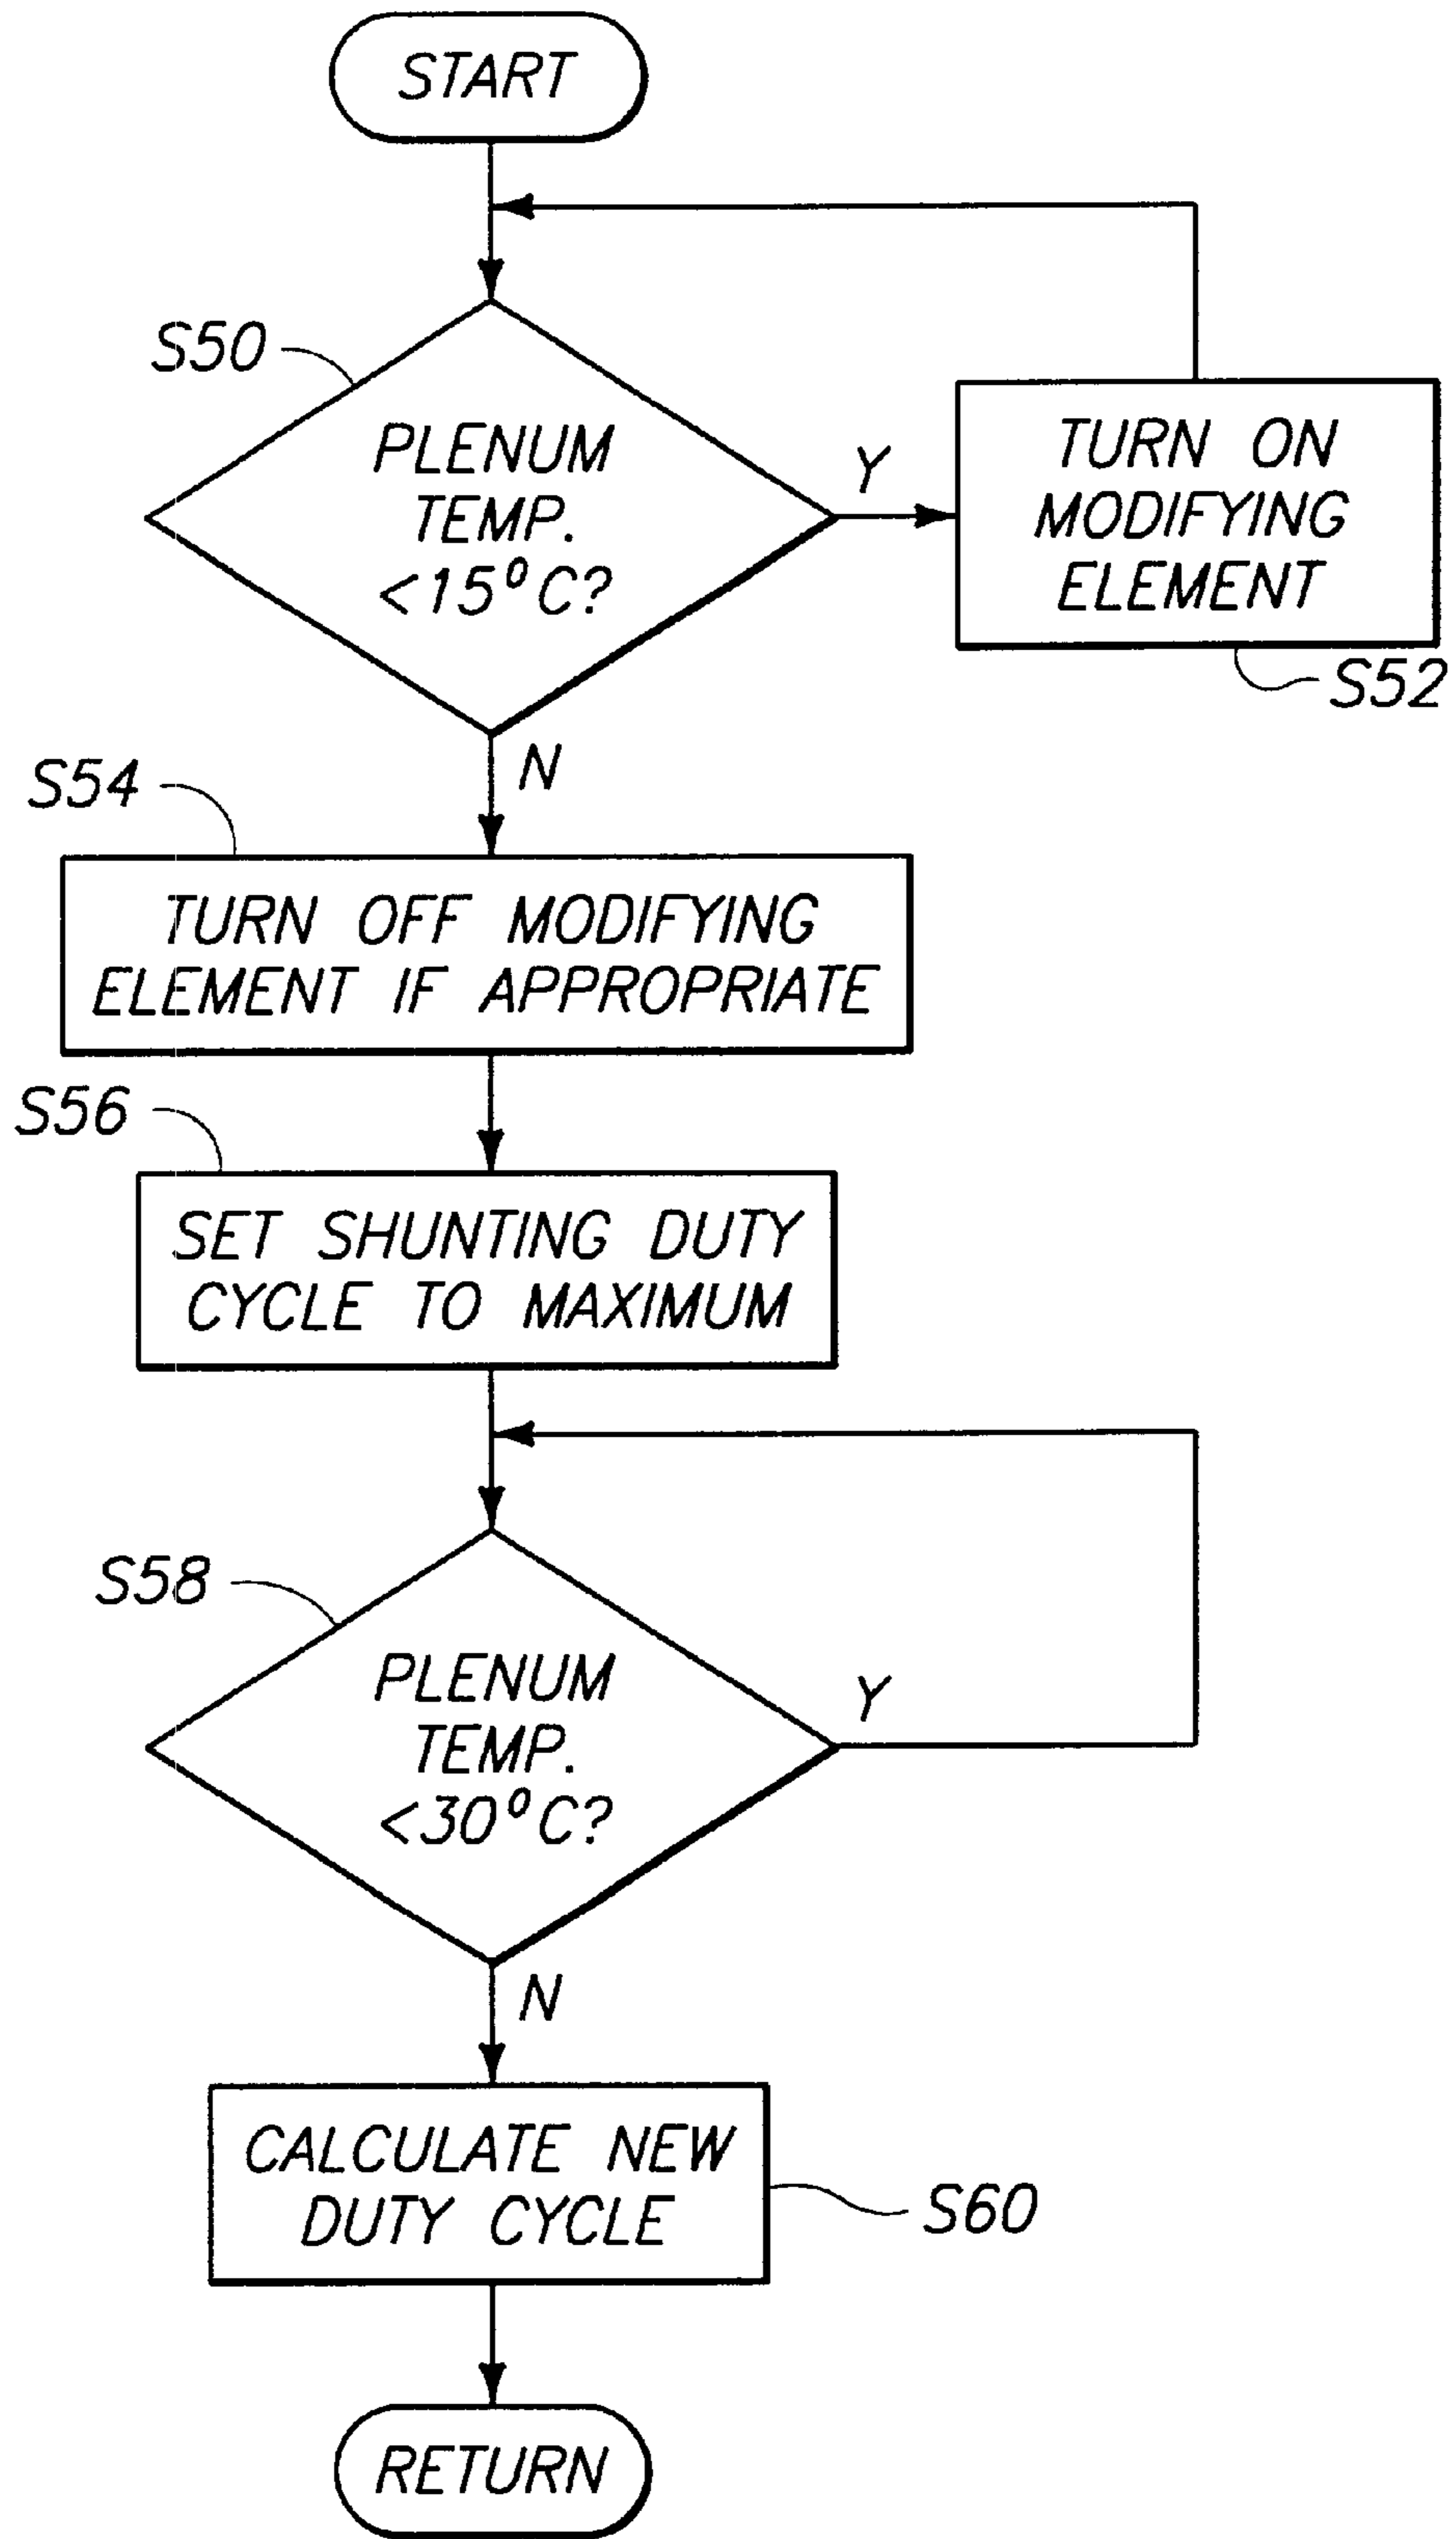 START
S50
PLENUM
TEMP.
<15°C?
Y
TURN ON
MODIFYING
ELEMENT
S52
N
S54
TURN OFF MODIFYING
ELEMENT IF APPROPRIATE
S56
SET SHUNTING DUTY
CYCLE TO MAXIMUM
S58
PLENUM
TEMP.
<30°C?
Y
N
CALCULATE NEW
DUTY CYCLE
S60
RETURN